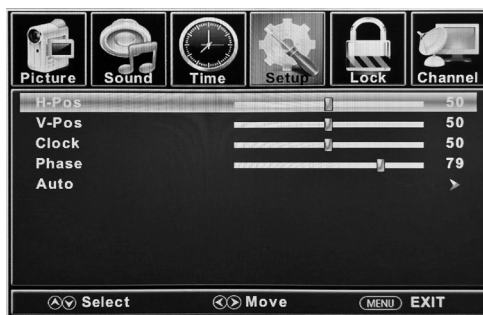 Picture Sound Time Setup Lock Channel
H-Pos 50
V-Pos 50
Clock 50
Phase 79
Auto
Select Move MENU EXIT